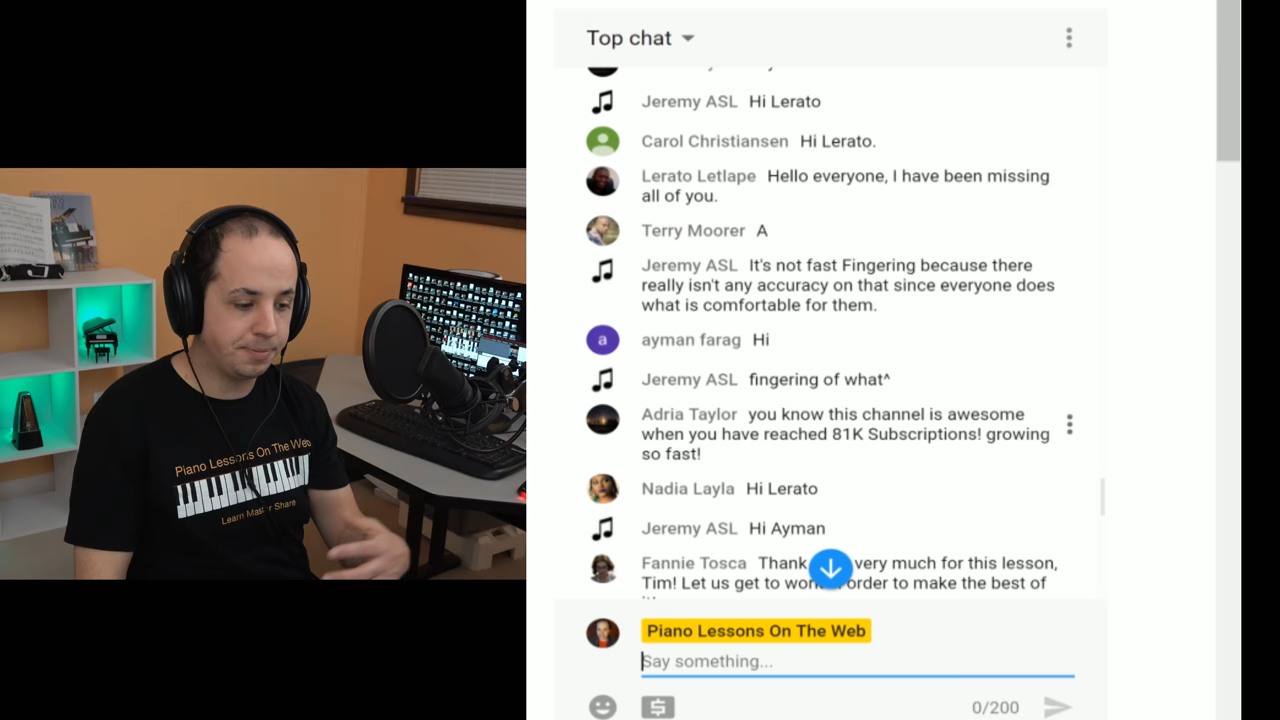 Top chat
Jeremy ASL Hi Lerato
Carol Christiansen Hi Lerato.
Lerato Letlape Hello everyone, I have been missing
all of you.
Terry Moorer A
Jeremy ASL It's not fast Fingering because there
really isn't any accuracy on that since everyone does
what is comfortable for them.
a ayman farag Hi
Jeremy ASL fingering of what^
Adria Taylor you know this channel is awesome
when you have reached 81K Subscriptions! growing
so fast!
Nadia Layla Hi Lerato
Jeremy ASL Hi Ayman
Fannie Tosca Thank very much for this lesson,
Tim! Let us get to order to make the best of
Piano Lessons On The Web
Say something...
0/200
Piano Lessons On The Web
Learn Master Share